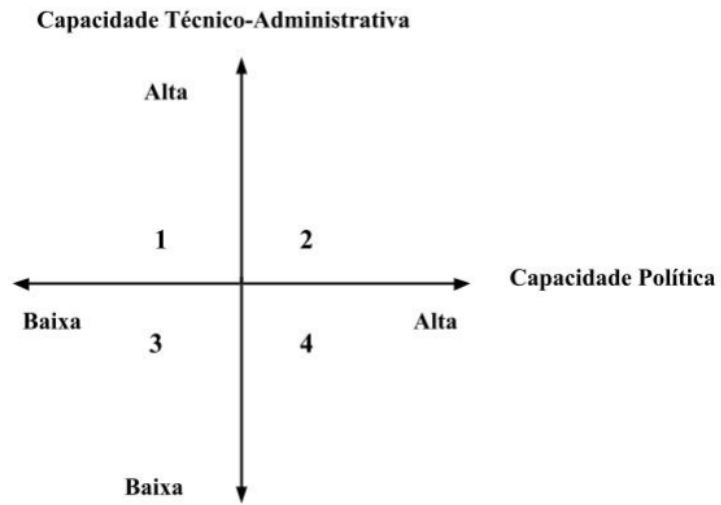 Capacidade Técnico-Administrativa
Alta
1
2
Capacidade Política
Baixa
Alta
3
4
Baixa